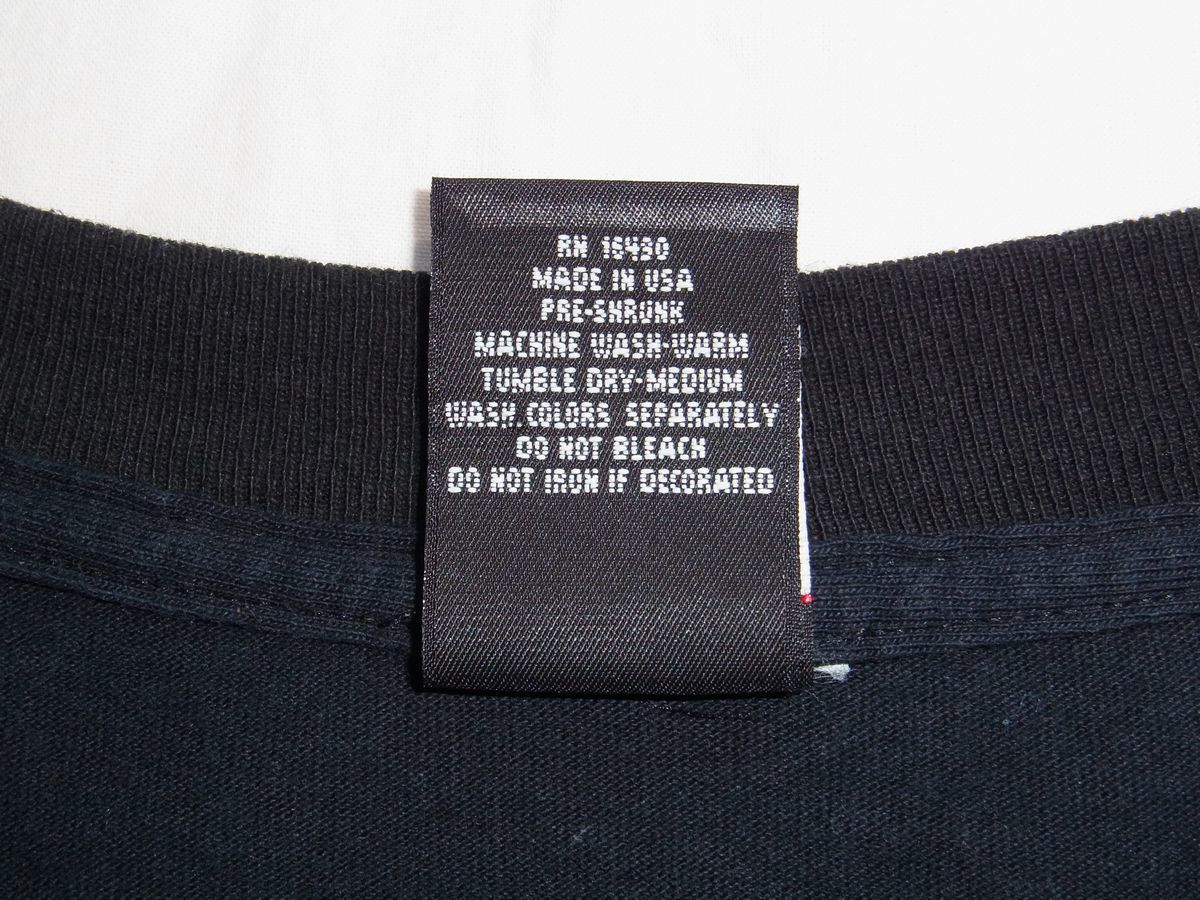 RN 16430
MADE IN USA
PRE-SHRUNK
MACHINE WASH-WARM
TUMBLE DRY-MEDIUM
WASH COLORS SEPARATELY
DO NOT BLEACH
DO NOT IRON IF DECORATED